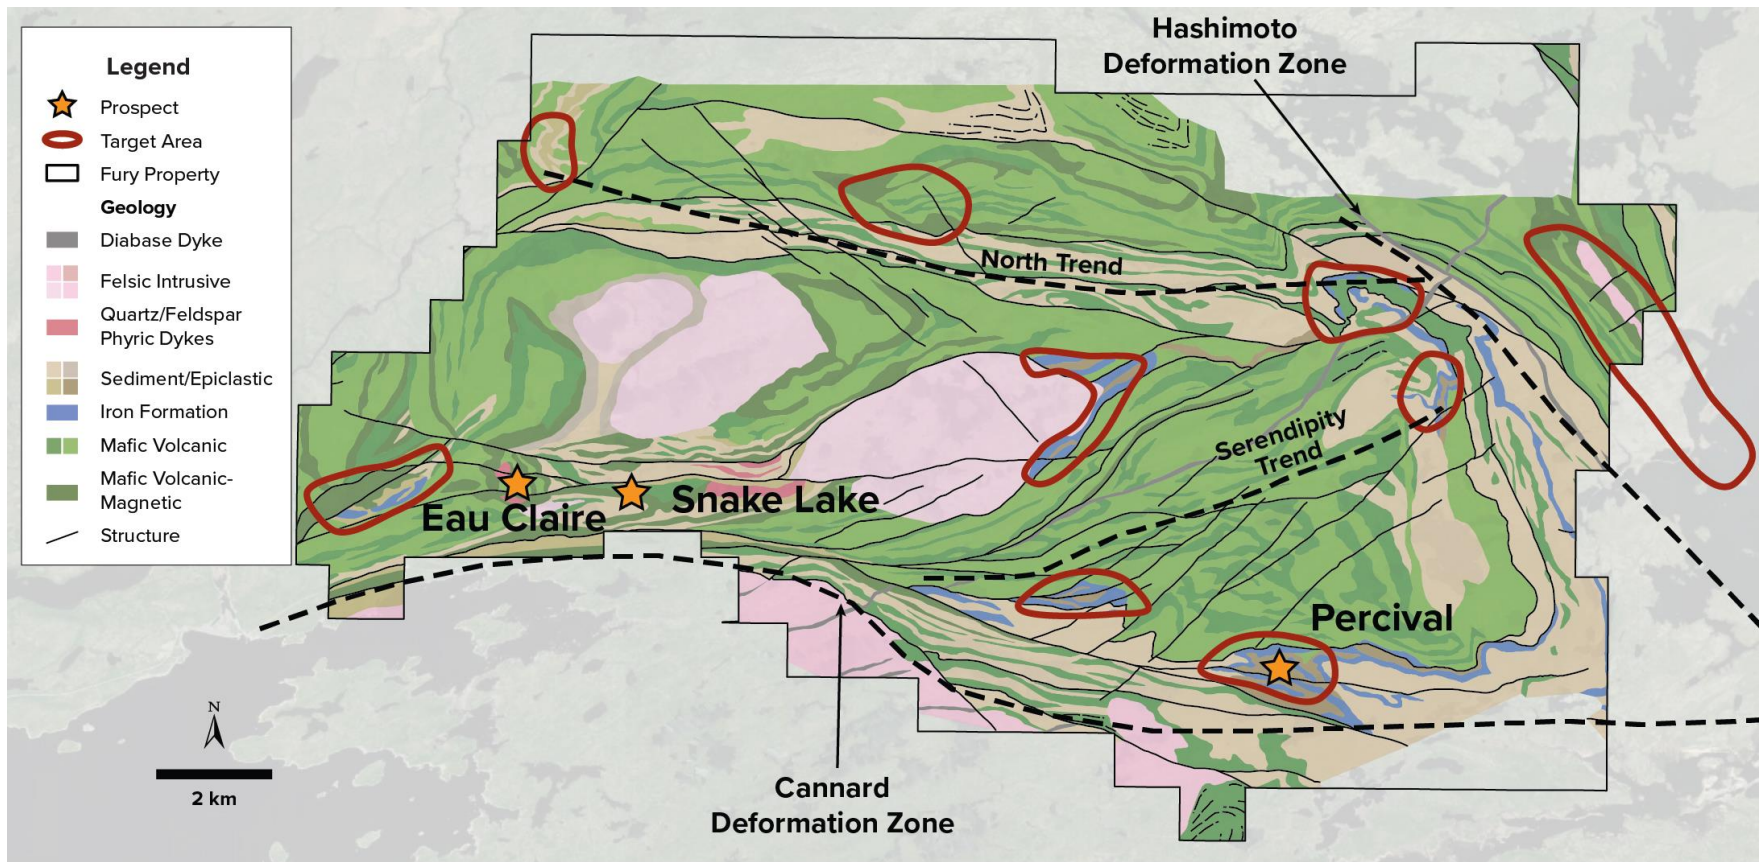 Legend
Prospect
Target Area
Fury Property
Geology
Diabase Dyke
Felsic Intrusive
Quartz/Feldspar
Phyric Dykes
Sediment/Epiclastic
Iron Formation
Mafic Volcanic
Mafic Volcanic-
Magnetic
Structure
Hashimoto
Deformation Zone
North Trend
Serendipity
Trend
Eau Claire
Snake Lake
Percival
Cannard
Deformation Zone
N
2 km